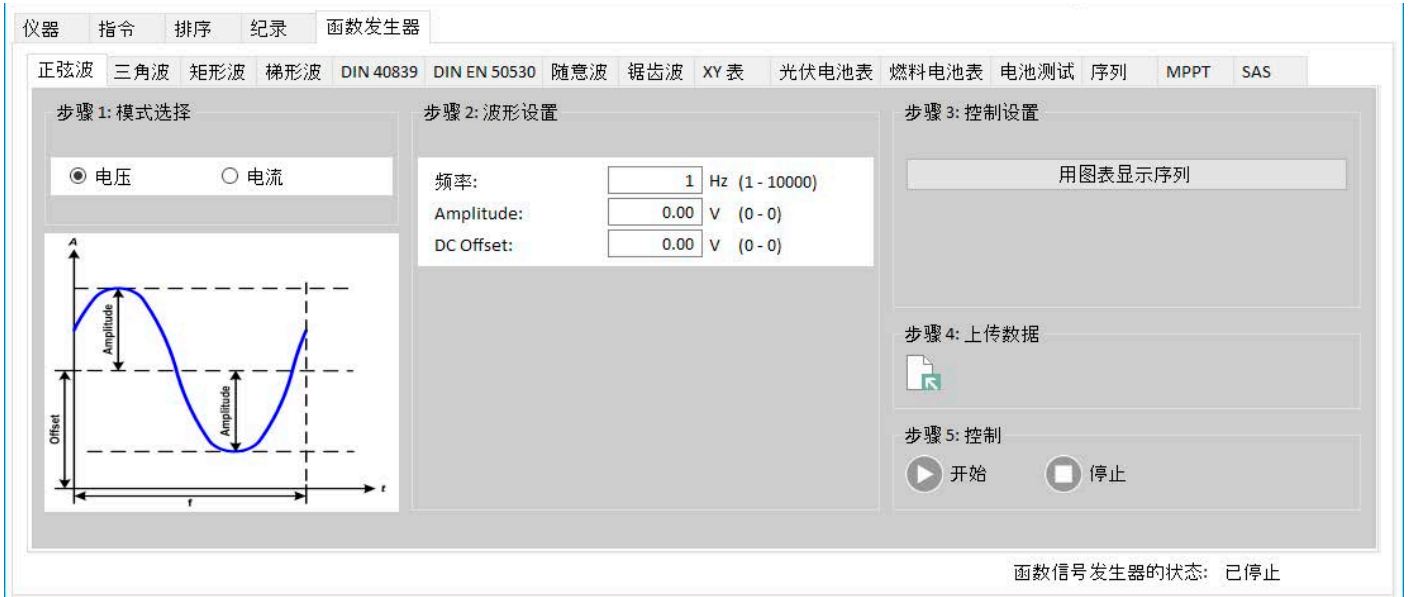 仪器 指令 排序 纪录 函数发生器
正弦波 三角波 矩形波 梯形波 DIN 40839 DIN EN 50530 随意波 锯齿波 XY 表 光伏电池表 燃料电池表 电池测试 序列 MPPT SAS
步骤 1: 模式选择
电压 电流
A
Amplitude
Amplitude
Offset
f
t
步骤 2: 波形设置
频率: 1 Hz (1 - 10000)
Amplitude: 0.00 V (0 - 0)
DC Offset: 0.00 V (0 - 0)
步骤 3: 控制设置
用图表显示序列
步骤 4: 上传数据
步骤 5: 控制
开始 停止
函数信号发生器的状态: 已停止